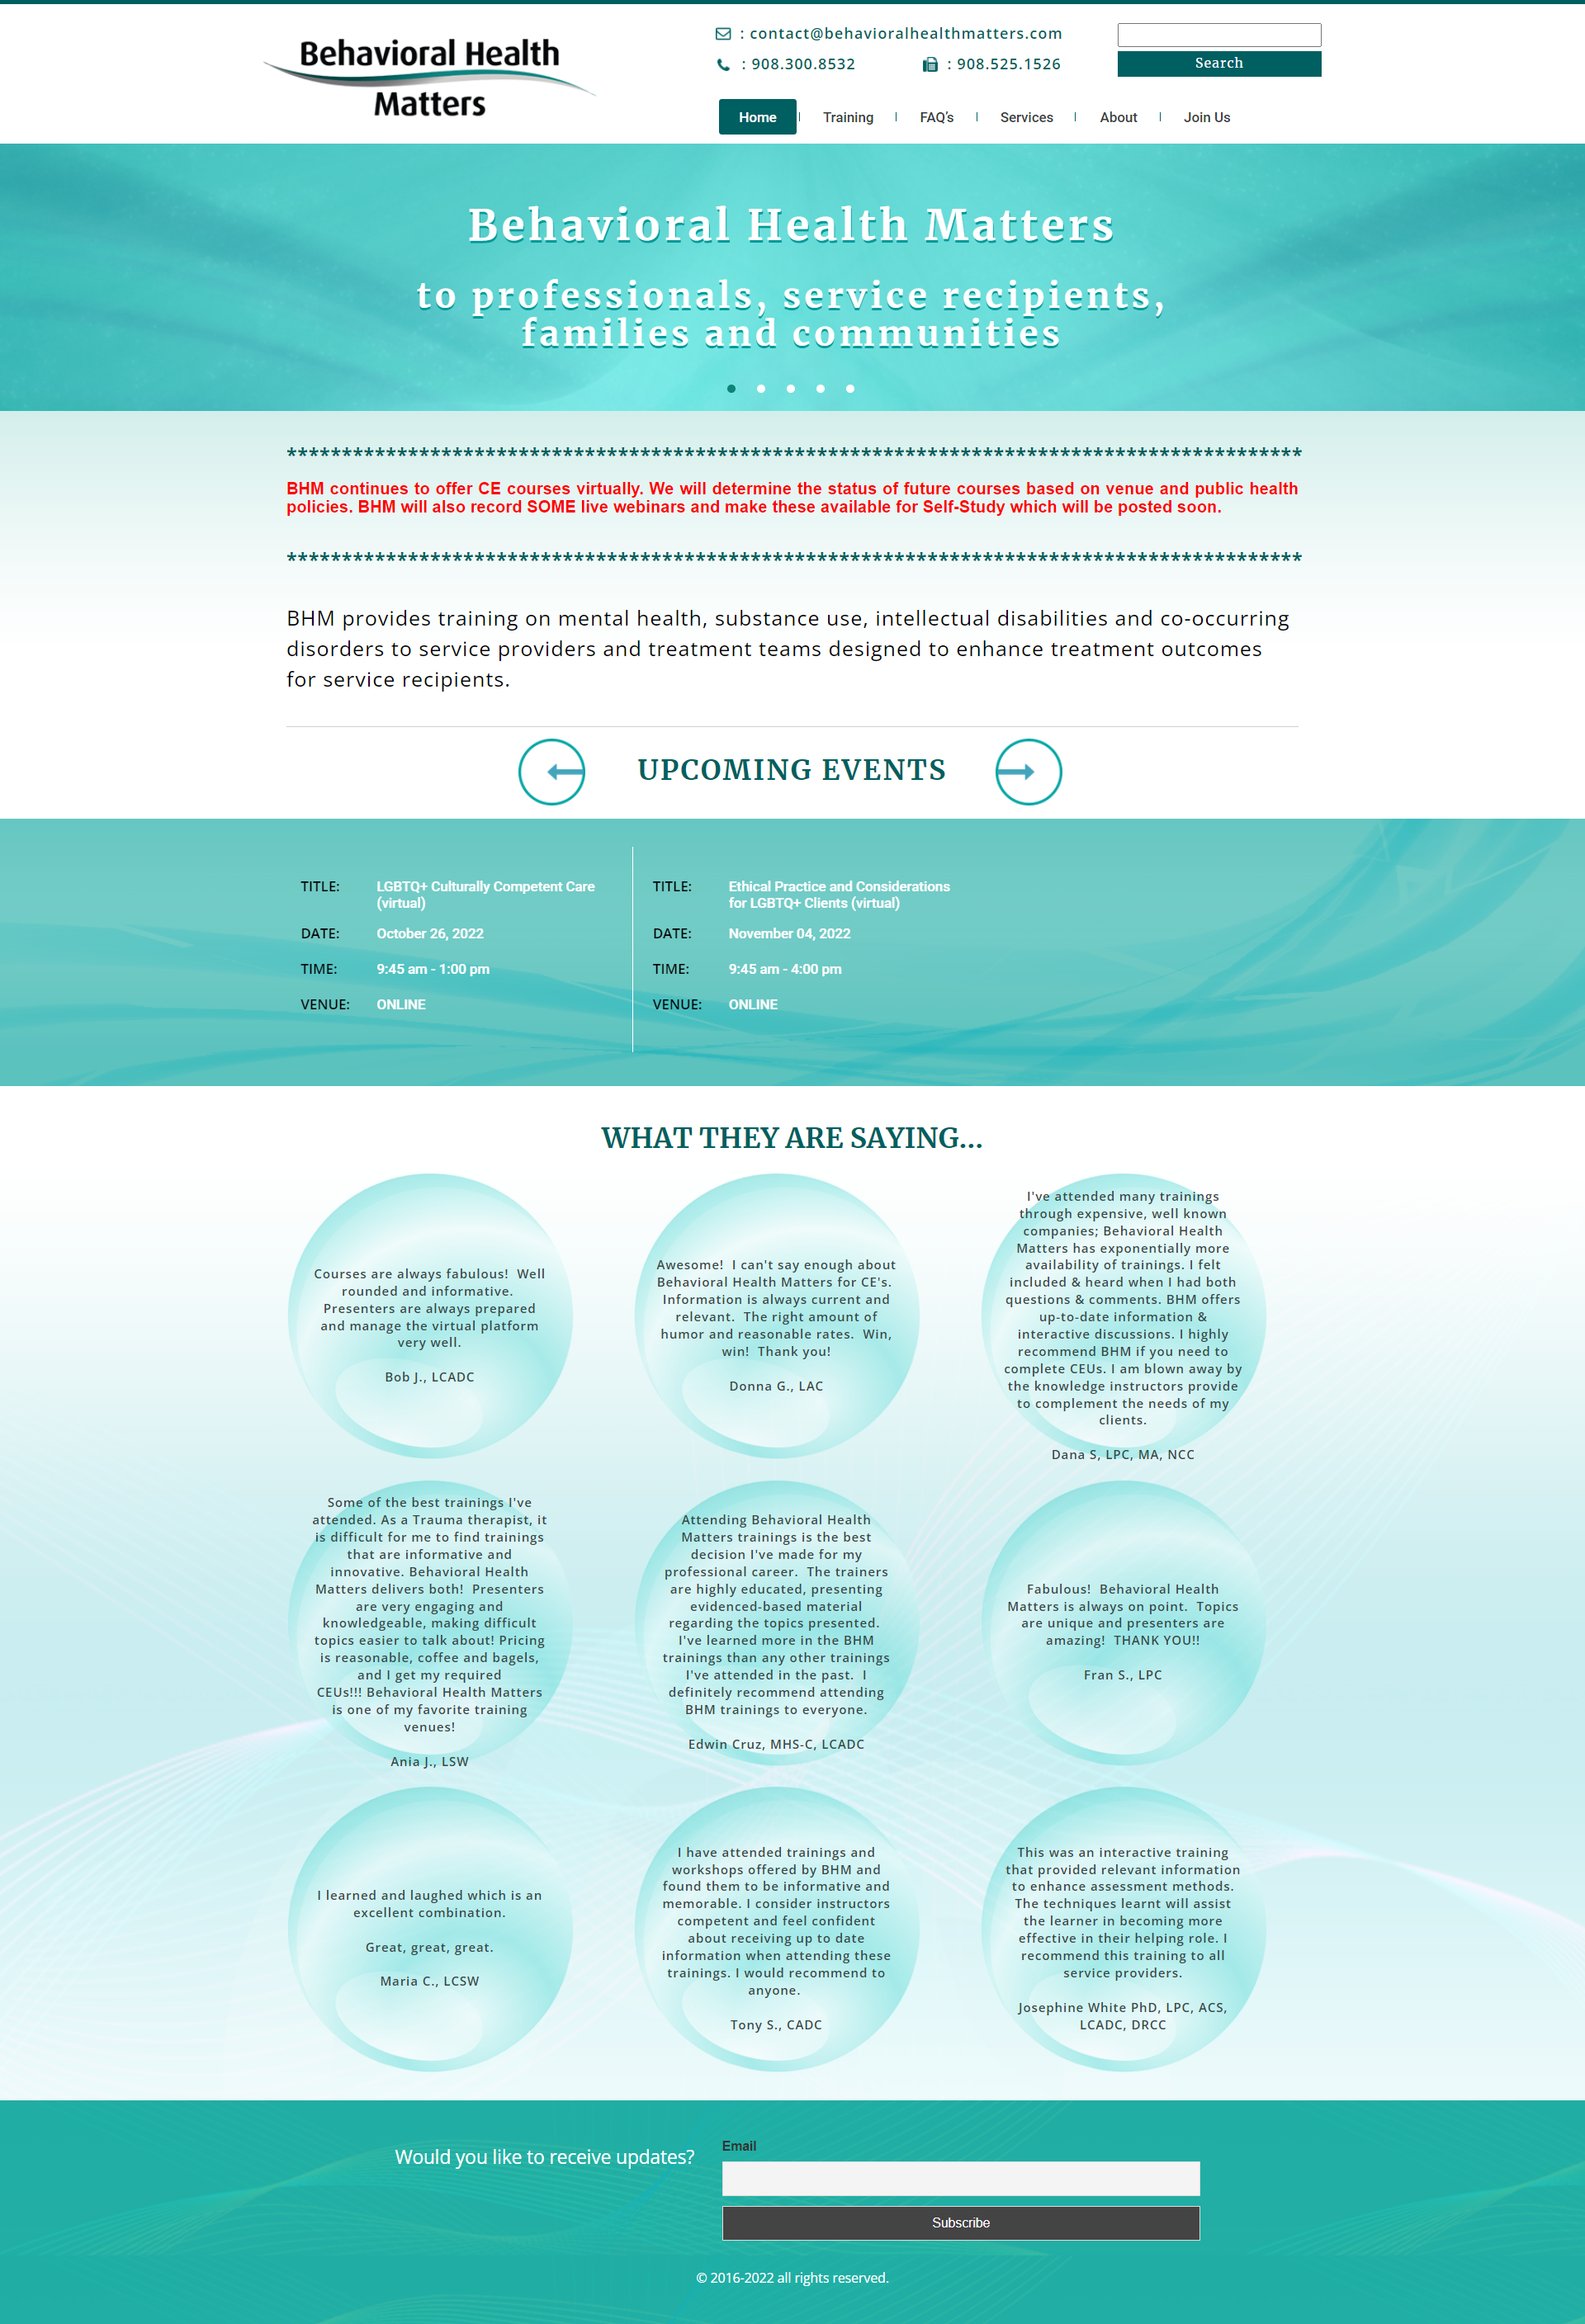 Behavioral Health
Matters
: contact@behavioralhealthmatters.com
: 908.300.8532
: 908.525.1526
Search
Home
Training
FAQ's
Services
About
Join Us
Behavioral Health Matters
to professionals, service recipients,
families and communities
********************************************************************************************
BHM continues to offer CE courses virtually. We will determine the status of future courses based on venue and public health
policies. BHM will also record SOME live webinars and make these available for Self-Study which will be posted soon.
********************************************************************************************
BHM provides training on mental health, substance use, intellectual disabilities and co-occurring
disorders to service providers and treatment teams designed to enhance treatment outcomes
for service recipients.
UPCOMING EVENTS
TITLE: LGBTQ+ Culturally Competent Care
(virtual)
DATE: October 26, 2022
TIME: 9:45 am - 1:00 pm
VENUE: ONLINE
TITLE: Ethical Practice and Considerations
for LGBTQ+ Clients (virtual)
DATE: November 04, 2022
TIME: 9:45 am - 4:00 pm
VENUE: ONLINE
WHAT THEY ARE SAYING...
Courses are always fabulous!  Well
rounded and informative.
Presenters are always prepared
and manage the virtual platform
very well.
Bob J., LCADC
Awesome!  I can't say enough about
Behavioral Health Matters for CE's.
Information is always current and
relevant.  The right amount of
humor and reasonable rates.  Win,
win!  Thank you!
Donna G., LAC
I've attended many trainings
through expensive, well known
companies; Behavioral Health
Matters has exponentially more
availability of trainings. I felt
included & heard when I had both
questions & comments. BHM offers
up-to-date information &
interactive discussions. I highly
recommend BHM if you need to
complete CEUs. I am blown away by
the knowledge instructors provide
to complement the needs of my
clients.
Dana S, LPC, MA, NCC
Some of the best trainings I've
attended. As a Trauma therapist, it
is difficult for me to find trainings
that are informative and
innovative. Behavioral Health
Matters delivers both!  Presenters
are very engaging and
knowledgeable, making difficult
topics easier to talk about! Pricing
is reasonable, coffee and bagels,
and I get my required
CEUs!!! Behavioral Health Matters
is one of my favorite training
venues!
Ania J., LSW
Attending Behavioral Health
Matters trainings is the best
decision I've made for my
professional career.  The trainers
are highly educated, presenting
evidenced-based material
regarding the topics presented.
I've learned more in the BHM
trainings than any other trainings
I've attended in the past.  I
definitely recommend attending
BHM trainings to everyone.
Edwin Cruz, MHS-C, LCADC
Fabulous!  Behavioral Health
Matters is always on point.  Topics
are unique and presenters are
amazing!  THANK YOU!!
Fran S., LPC
I learned and laughed which is an
excellent combination.
Great, great, great.
Maria C., LCSW
I have attended trainings and
workshops offered by BHM and
found them to be informative and
memorable. I consider instructors
competent and feel confident
about receiving up to date
information when attending these
trainings. I would recommend to
anyone.
Tony S., CADC
This was an interactive training
that provided relevant information
to enhance assessment methods.
The techniques learnt will assist
the learner in becoming more
effective in their helping role. I
recommend this training to all
service providers.
Josephine White PhD, LPC, ACS,
LCADC, DRCC
Would you like to receive updates?
Email
Subscribe
© 2016-2022 all rights reserved.